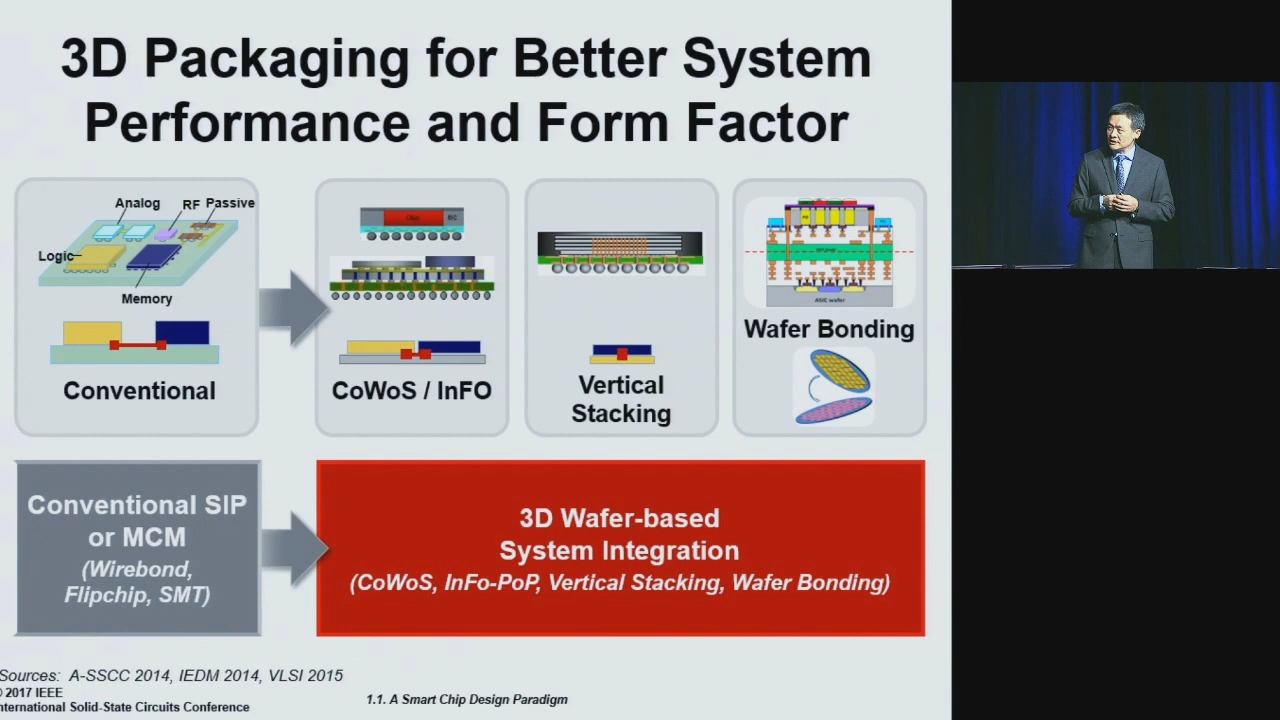 3D Packaging for Better System
Performance and Form Factor
Analog
RF Passive
Logic
Memory
Conventional
CoWoS / InFO
Vertical
Stacking
ASIC wafer
Wafer Bonding
Conventional SIP
or MCM
(Wirebond,
Flipchip, SMT)
3D Wafer-based
System Integration
(CoWoS, InFo-PoP, Vertical Stacking, Wafer Bonding)
Sources: A-SSCC 2014, IEDM 2014, VLSI 2015
© 2017 IEEE
nternational Solid-State Circuits Conference
1.1. A Smart Chip Design Paradigm